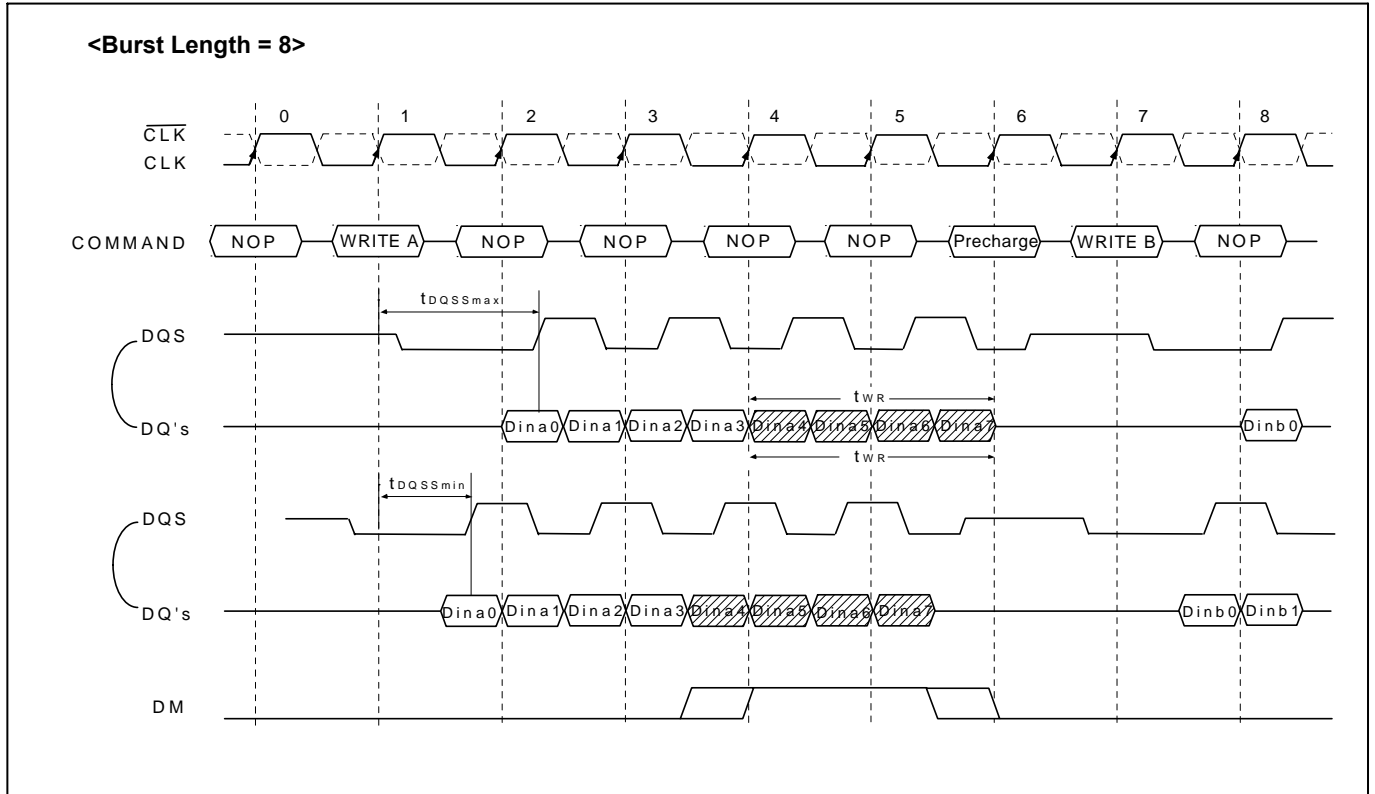 <Burst Length = 8>
0 1 2 3 4 5 6 7 8
CLK
CLK
COMMAND NOP WRITE A NOP NOP NOP NOP Precharge WRITE B NOP
tDQSSmax
DQS
tWR
DQ's Dina0 Dina1 Dina2 Dina3 Dina4 Dina5 Dina6 Dina7 Dinb0
tWR
tDQSSmin
DQS
DQ's Dina0 Dina1 Dina2 Dina3 Dina4 Dina5 Dina6 Dina7 Dinb0 Dinb1
DM